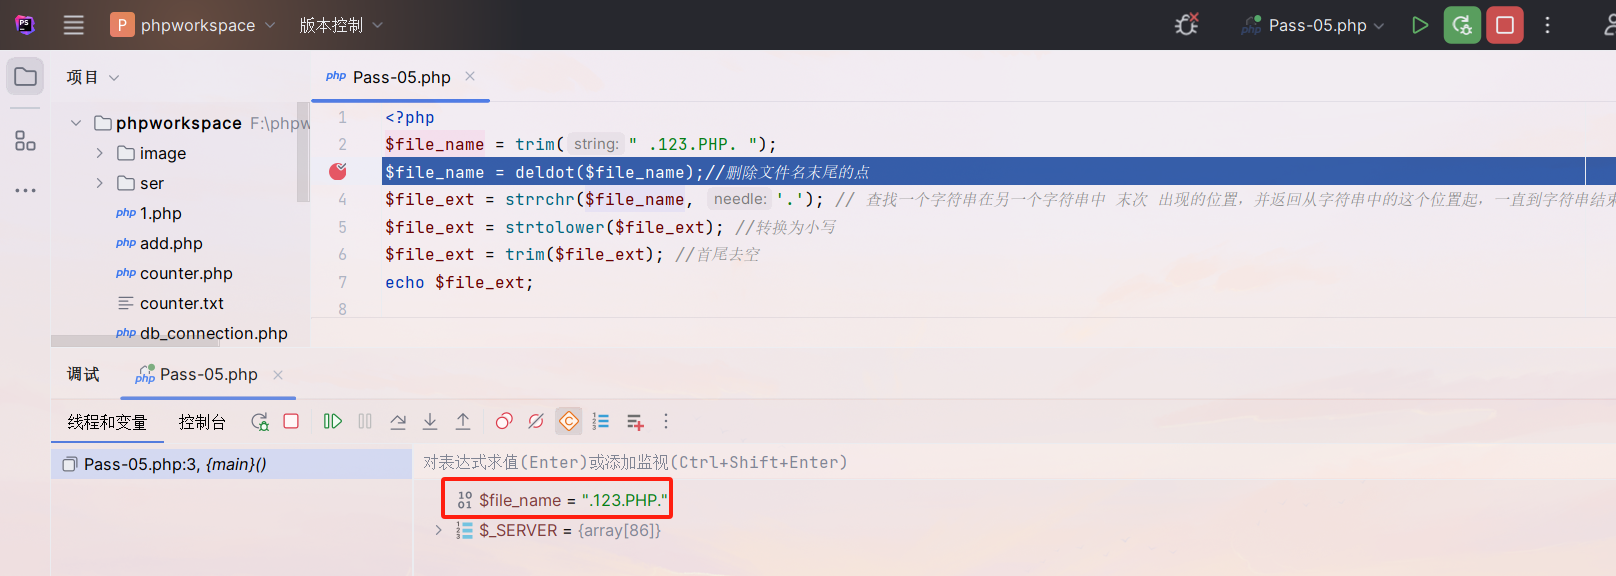 P phpworkspace 版本控制 Pass-05.php
项目 php Pass-05.php
phpworkspace F:\phpw
image
ser
php 1.php
php add.php
php counter.php
counter.txt
php db_connection.php
1 <?php
2 $file_name = trim( string: " .123.PHP. ");
$file_name = deldot($file_name);//删除文件名末尾的点
4 $file_ext = strrchr($file_name, needle: '.'); // 查找一个字符串在另一个字符串中 末次 出现的位置，并返回从字符串中的这个位置起，一直到字符串结束
5 $file_ext = strtolower($file_ext); //转换为小写
6 $file_ext = trim($file_ext); //首尾去空
7 echo $file_ext;
8
调试 php Pass-05.php
线程和变量 控制台
Pass-05.php:3, {main}()
对表达式求值(Enter)或添加监视(Ctrl+Shift+Enter)
$file_name = ".123.PHP."
$_SERVER = {array[86]}